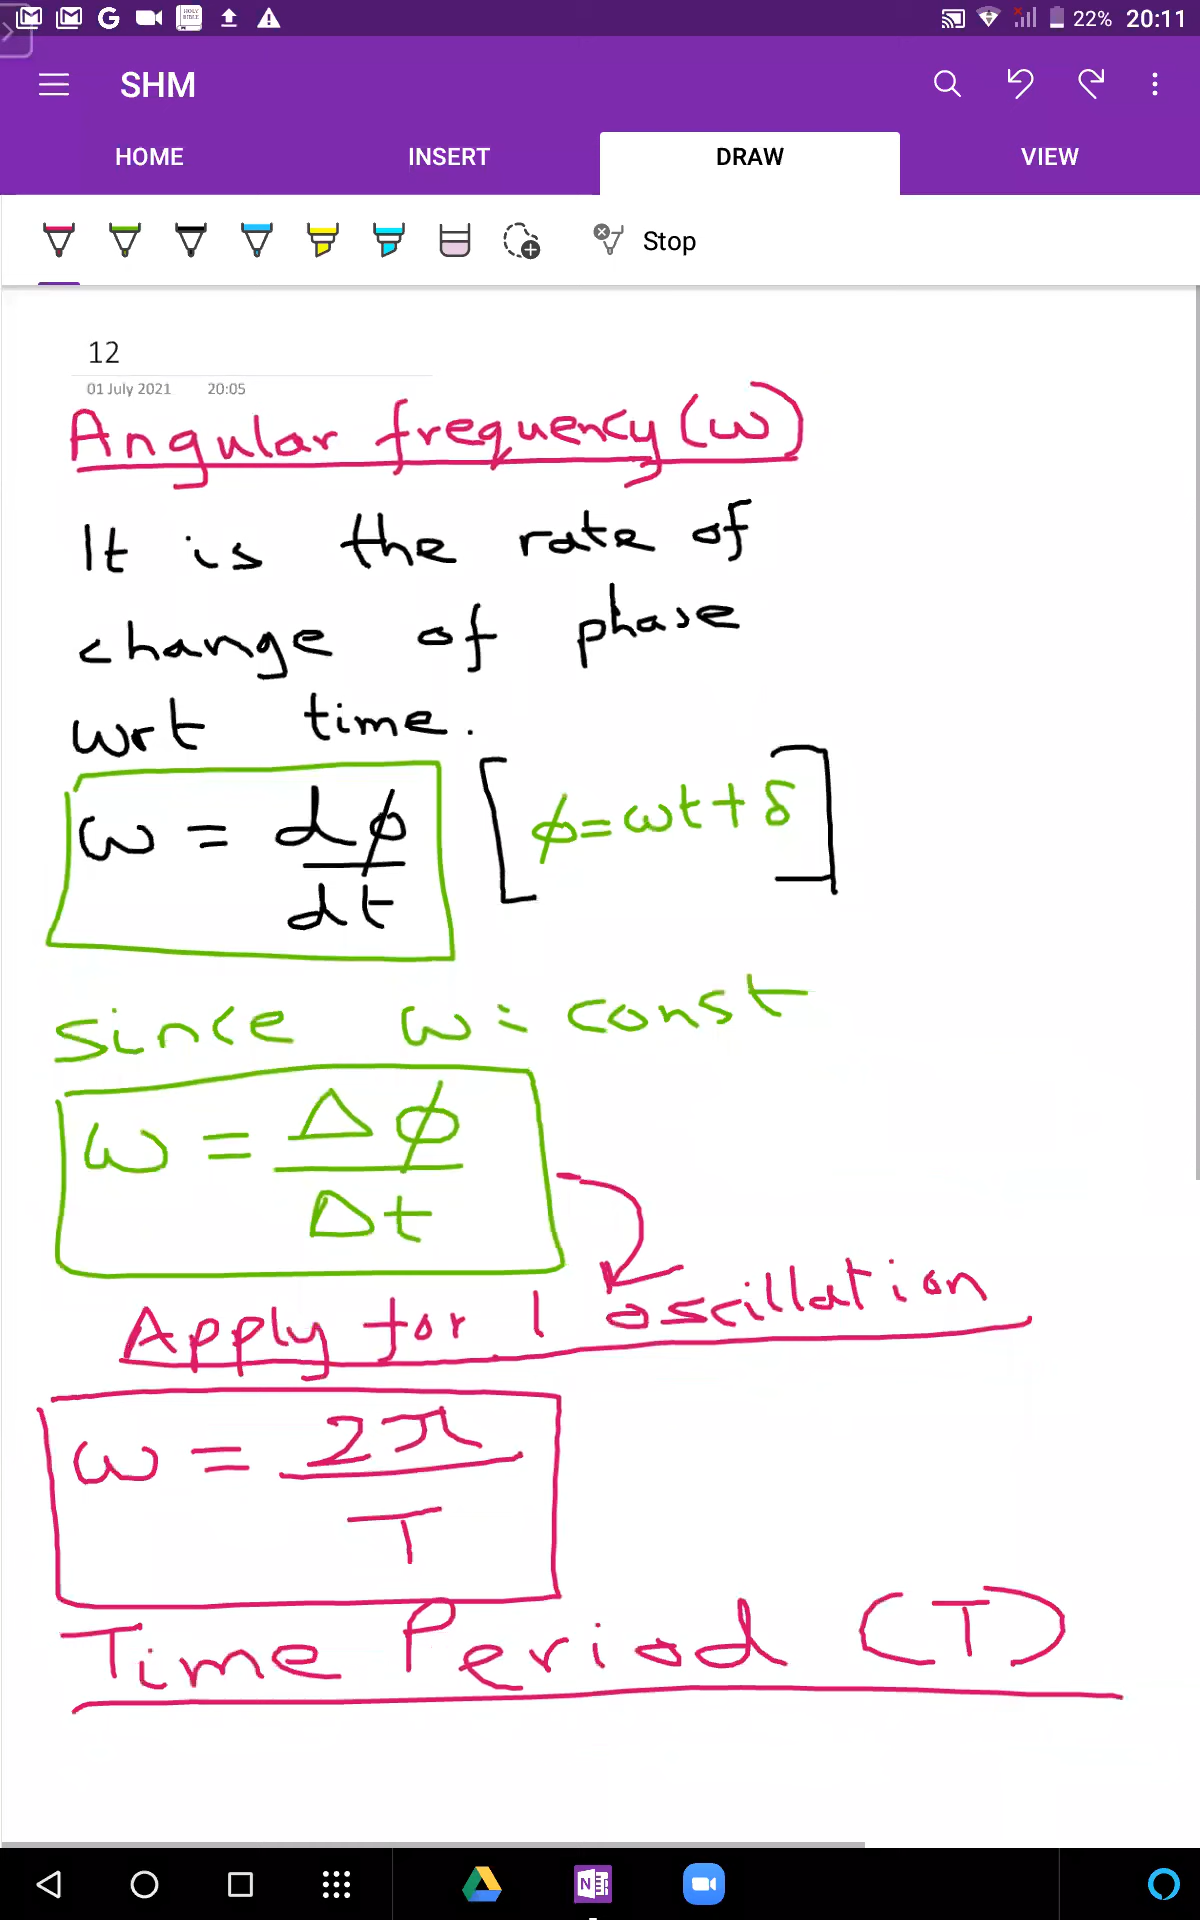 22% 20:11
SHM
HOME INSERT DRAW VIEW
Stop
12
01 July 2021 20:05
Angular frequency (ω)
It is the rate of
change of phase
wrt time.
ω = dϕ/dt [ϕ=ωt+δ]
since ω = const
ω = Δϕ/Δt
Apply for 1 oscillation
ω = 2π/T
Time Period (T)